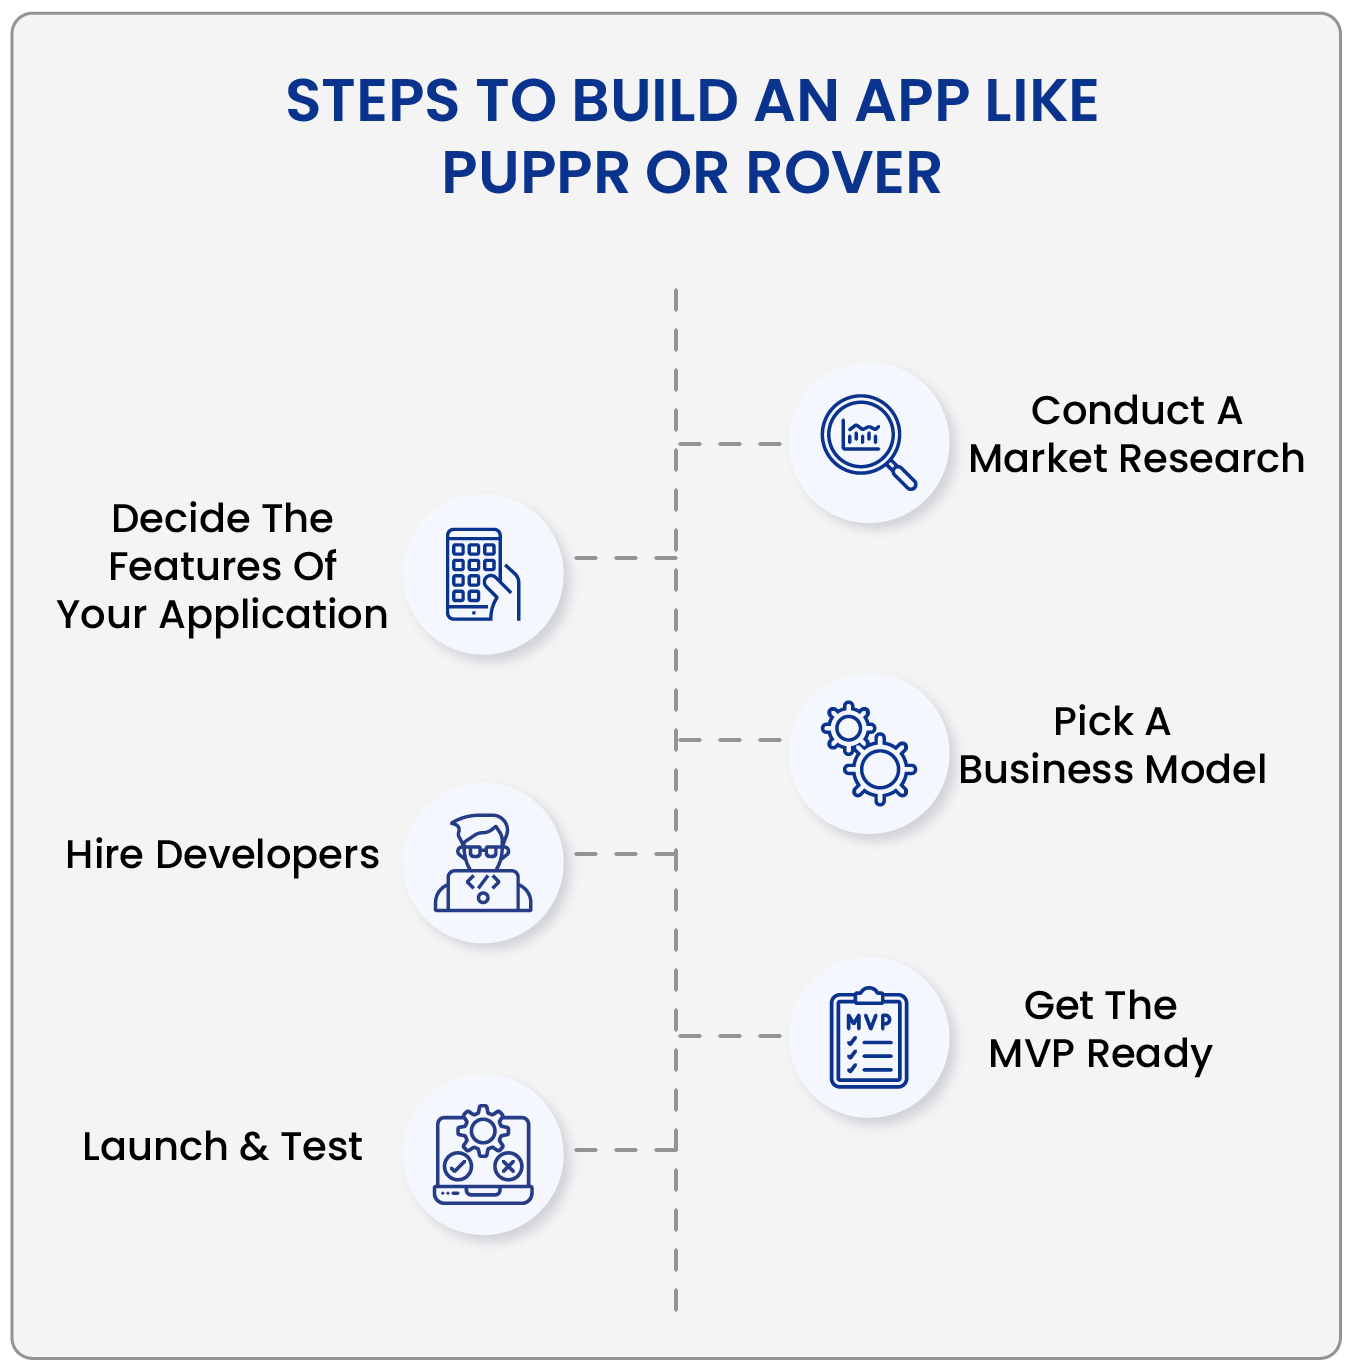 STEPS TO BUILD AN APP LIKE
PUPPR OR ROVER
Conduct A
Market Research
Decide The
Features Of
Your Application
Pick A
Business Model
Hire Developers
Get The
MVP Ready
MVP
Launch & Test